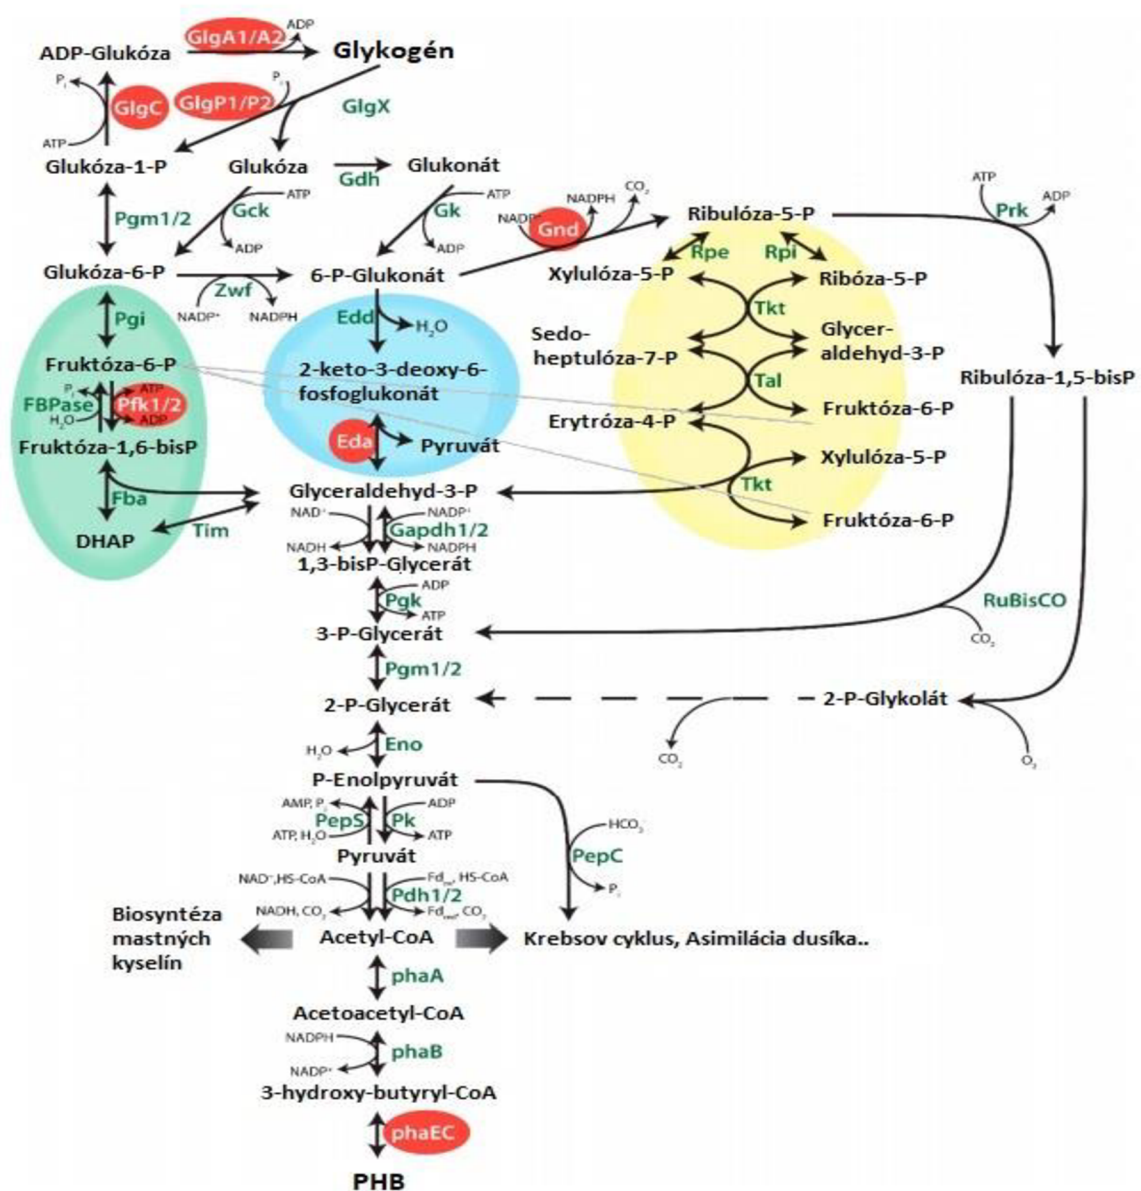 ADP-Glukóza
GlgA1/A2
ADP
Glykogén
P i
GlgC
GlgP1/P2
P i
GlgX
ATP
Glukóza-1-P
Glukóza
Gdh
Glukonát
Pgm1/2
Gck
ATP
ADP
Gk
ATP
ADP
NADP+
Gnd
NADPH
CO2
Ribulóza-5-P
ATP
Prk
ADP
Glukóza-6-P
Zwf
NADP+
NADPH
6-P-Glukonát
Xylulóza-5-P
Rpe
Rpi
Ribóza-5-P
Pgi
Edd
H2O
Tkt
Sedo-
heptulóza-7-P
Glycer-
aldehyd-3-P
Fruktóza-6-P
2-keto-3-deoxy-6-
fosfoglukonát
Tal
Ribulóza-1,5-bisP
P i
FBPase
H2O
ATP
Pfk1/2
ADP
Erytróza-4-P
Fruktóza-6-P
Fruktóza-1,6-bisP
Eda
Pyruvát
Xylulóza-5-P
Fba
Glyceraldehyd-3-P
Tkt
Fruktóza-6-P
DHAP
Tim
NAD+
NADH
NADP+
Gapdh1/2
NADPH
1,3-bisP-Glycerát
Pgk
ADP
ATP
RuBisCO
CO2
3-P-Glycerát
Pgm1/2
2-P-Glycerát
2-P-Glykolát
CO2
O2
H2O
Eno
P-Enolpyruvát
AMP, P i
PepS
ATP, H2O
ADP
Pk
ATP
HCO3
PepC
P i
Pyruvát
NAD+,HS-CoA
NADH, CO2
Fdox, HS-CoA
Pdh1/2
Fdred, CO2
Biosyntéza
mastných
kyselín
Acetyl-CoA
Krebsov cyklus, Asimilácia dusíka..
phaA
Acetoacetyl-CoA
NADPH
phaB
NADP+
3-hydroxy-butyryl-CoA
phaEC
PHB